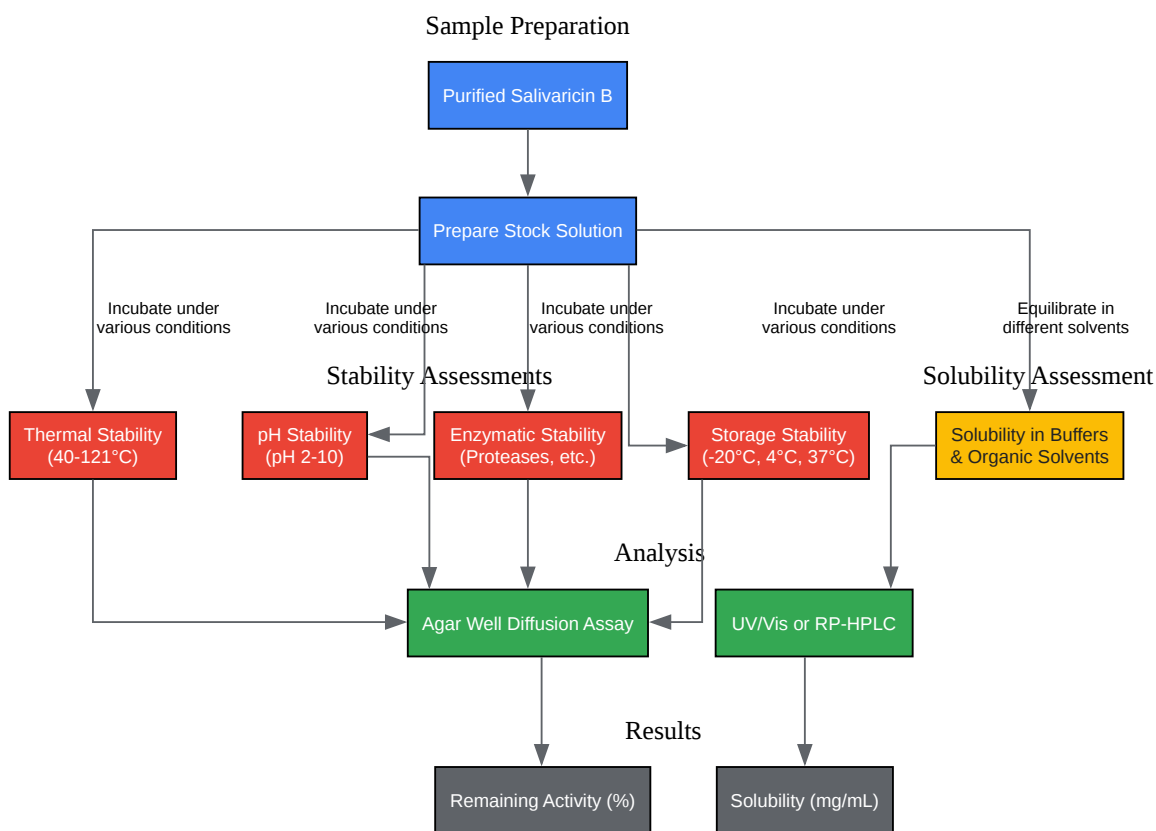 Sample Preparation
Purified Salivaricin B
Prepare Stock Solution
Incubate under
various conditions
Incubate under
various conditions
Incubate under
various conditions
Incubate under
various conditions
Equilibrate in
different solvents
Stability Assessments
Solubility Assessment
Thermal Stability
(40-121°C)
pH Stability
(pH 2-10)
Enzymatic Stability
(Proteases, etc.)
Storage Stability
(-20°C, 4°C, 37°C)
Solubility in Buffers
& Organic Solvents
Analysis
Agar Well Diffusion Assay
UV/Vis or RP-HPLC
Results
Remaining Activity (%)
Solubility (mg/mL)